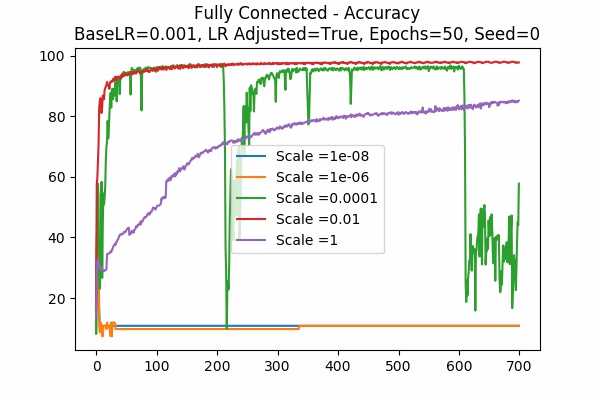 Fully Connected - Accuracy
BaseLR=0.001, LR Adjusted=True, Epochs=50, Seed=0
100
80
60
40
20
Scale =1e-08
Scale =1e-06
Scale =0.0001
Scale =0.01
Scale =1
0 100 200 300 400 500 600 700